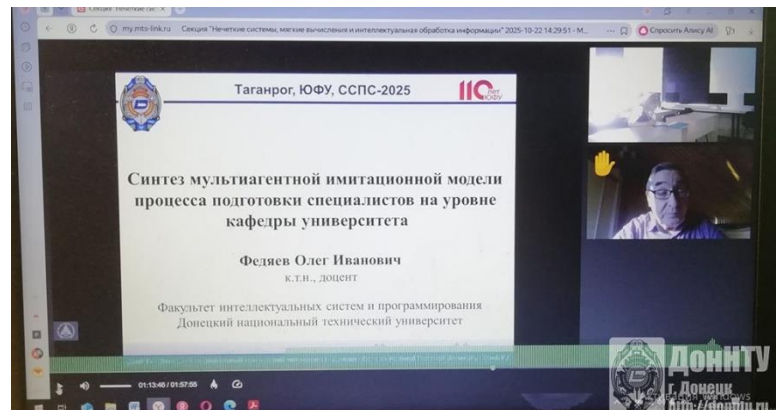 my.mts-link.ru
Секция "Нечеткие системы, мягкие вычисления и интеллектуальная обработка информации" 2025-10-22 14:29:51 - М...
Спросить Алису AI
Таганрог, ЮФУ, ССПС-2025
110 лет
ЮФУ
Синтез мультиагентной имитационной модели
процесса подготовки специалистов на уровне
кафедры университета
Федяев Олег Иванович
к.т.н., доцент
Факультет интеллектуальных систем и программирования
Донецкий национальный технический университет
01:13:46 / 01:57:55
ДонНТУ
г. Донецк
http://donntu.ru